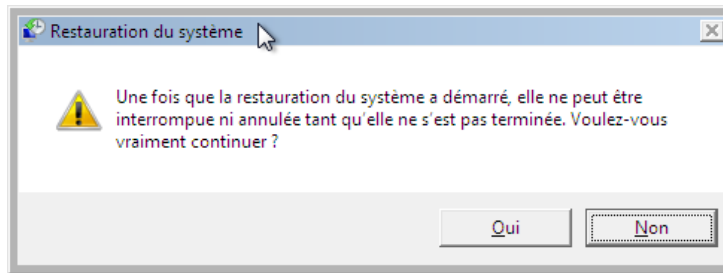 Restauration du système
Une fois que la restauration du système a démarré, elle ne peut être
interrompue ni annulée tant qu'elle ne s'est pas terminée. Voulez-vous
vraiment continuer ?
Oui
Non